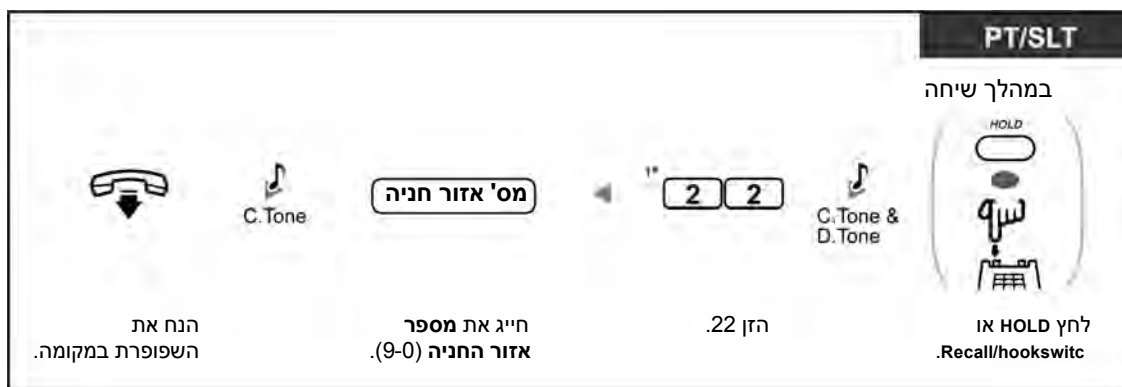 PT/SLT
במהלך שיחה
HOLD
C.Tone &
D.Tone
1*
2 2
מס' אזור חניה
C.Tone
לחץ HOLD או
Recall/hookswitc.
הזן 22.
חייג את מספר
אזור החניה (9-0).
הנח את
השפופרת במקומה.